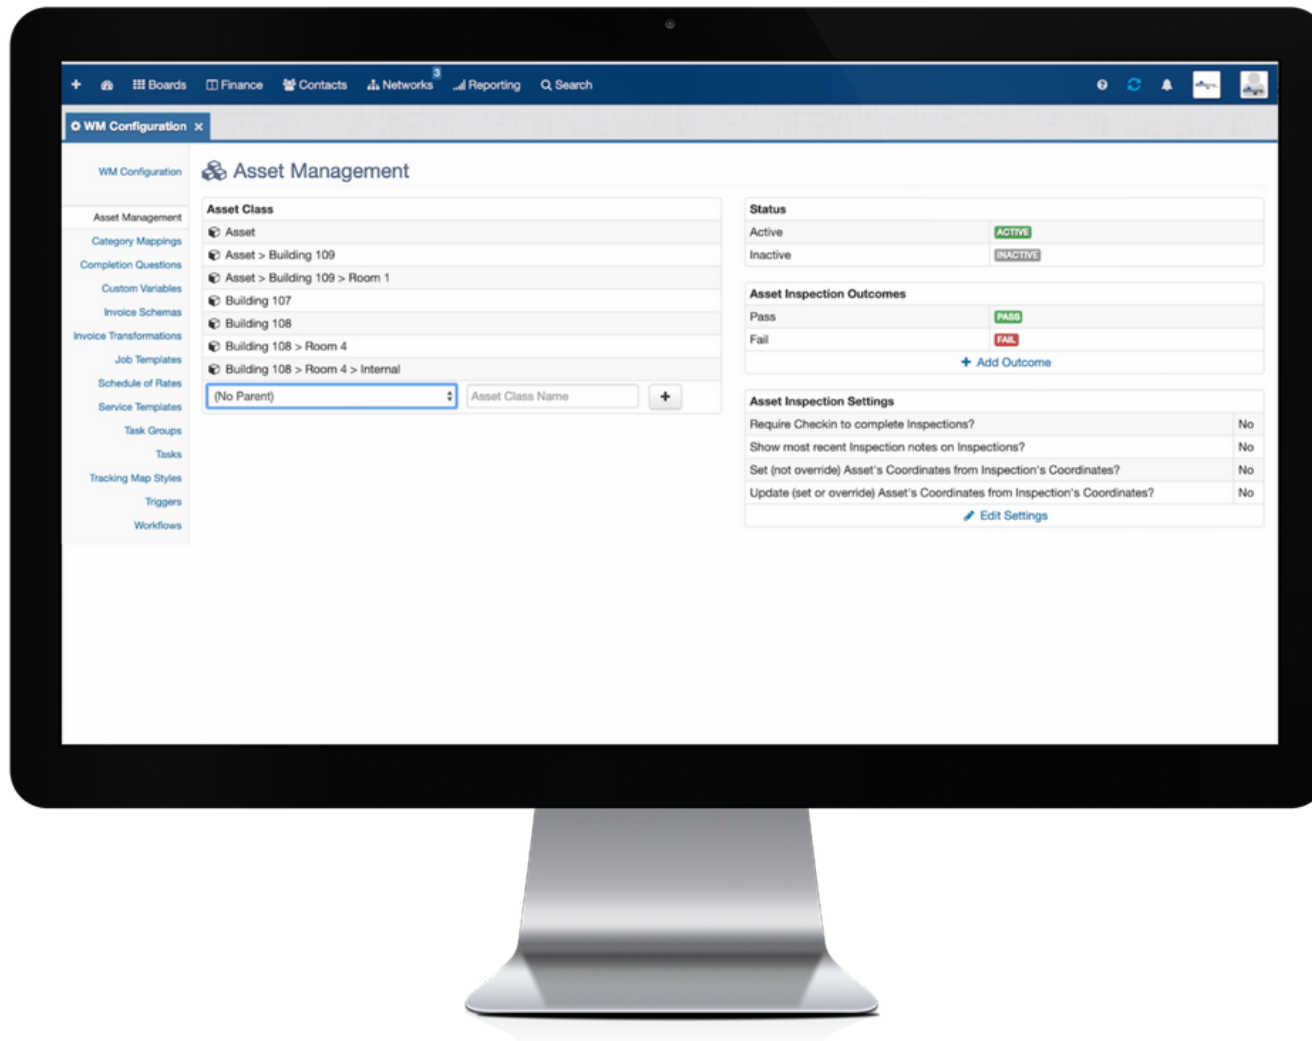 Boards Finance Contacts Networks 3 Reporting Search
WM Configuration ×
WM Configuration
Asset Management
Category Mappings
Completion Questions
Custom Variables
Invoice Schemas
Invoice Transformations
Job Templates
Schedule of Rates
Service Templates
Task Groups
Tasks
Tracking Map Styles
Triggers
Workflows
Asset Management
Asset Class
Asset
Asset > Building 109
Asset > Building 109 > Room 1
Building 107
Building 108
Building 108 > Room 4
Building 108 > Room 4 > Internal
(No Parent) Asset Class Name +
Status
Active ACTIVE
Inactive INACTIVE
Asset Inspection Outcomes
Pass PASS
Fail FAIL
+ Add Outcome
Asset Inspection Settings
Require Checkin to complete Inspections? No
Show most recent Inspection notes on Inspections? No
Set (not override) Asset's Coordinates from Inspection's Coordinates? No
Update (set or override) Asset's Coordinates from Inspection's Coordinates? No
Edit Settings